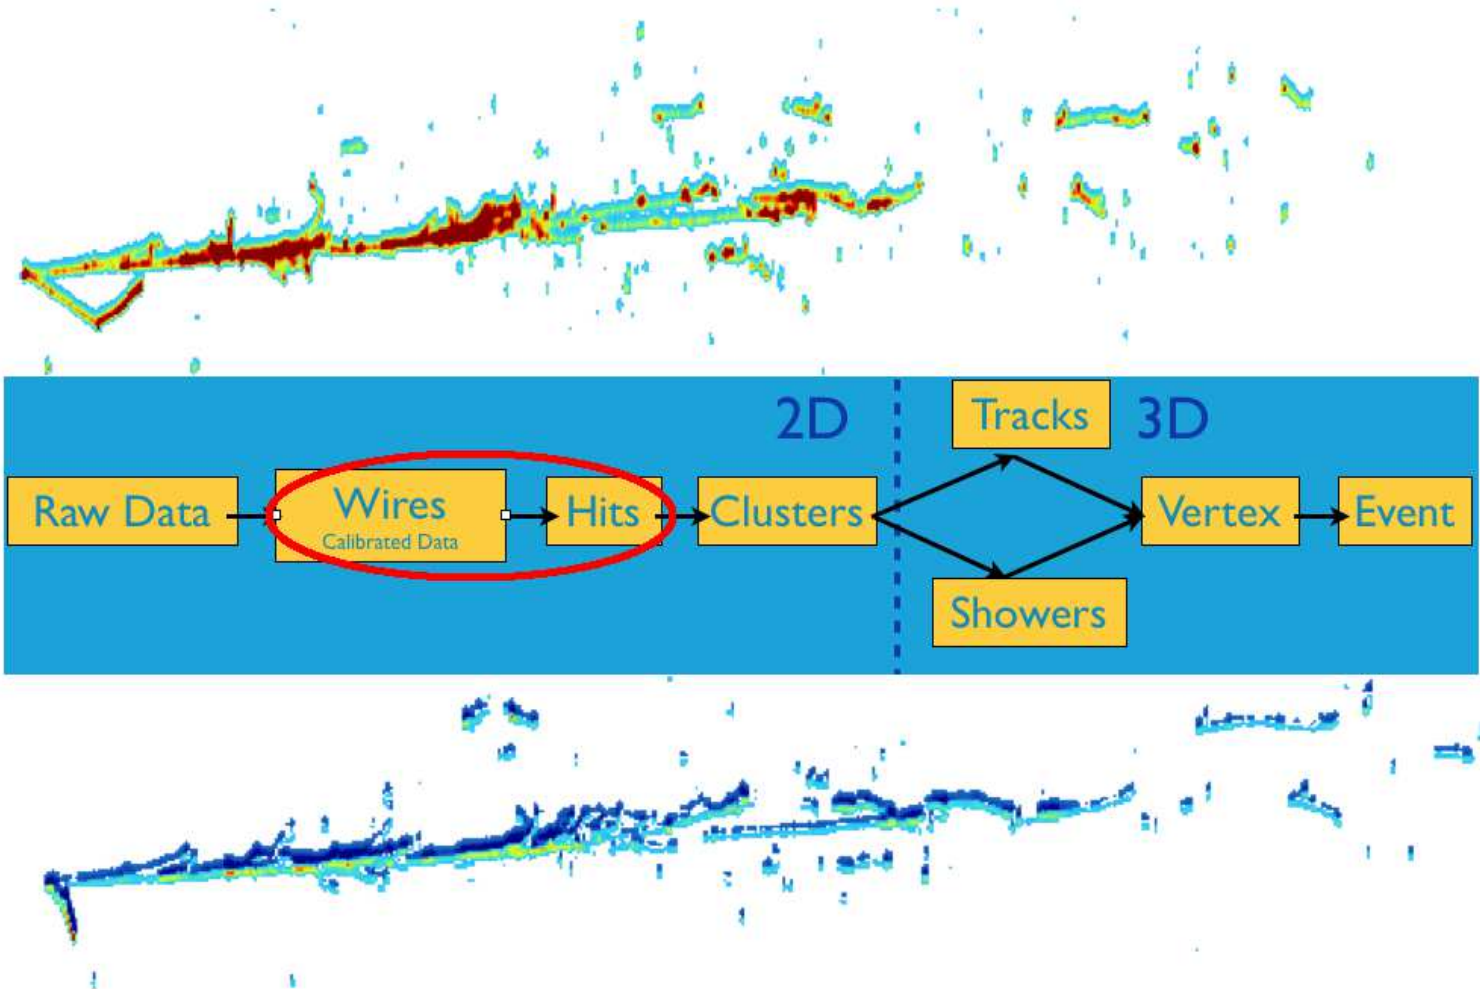 2D
3D
Tracks
Raw Data
Wires
Calibrated Data
Hits
Clusters
Vertex
Event
Showers